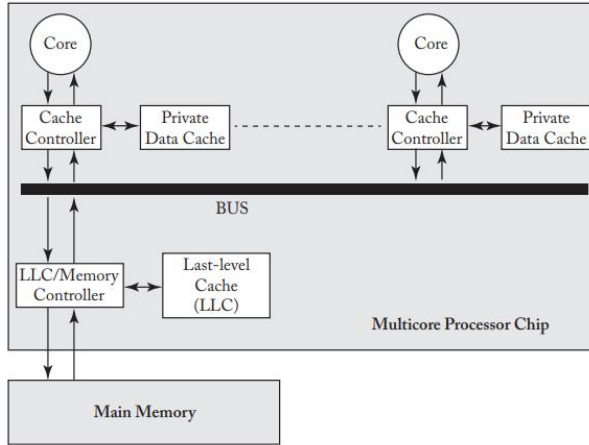 Core
Core
Cache
Controller
Private
Data Cache
Cache
Controller
Private
Data Cache
BUS
LLC/Memory
Controller
Last-level
Cache
(LLC)
Multicore Processor Chip
Main Memory